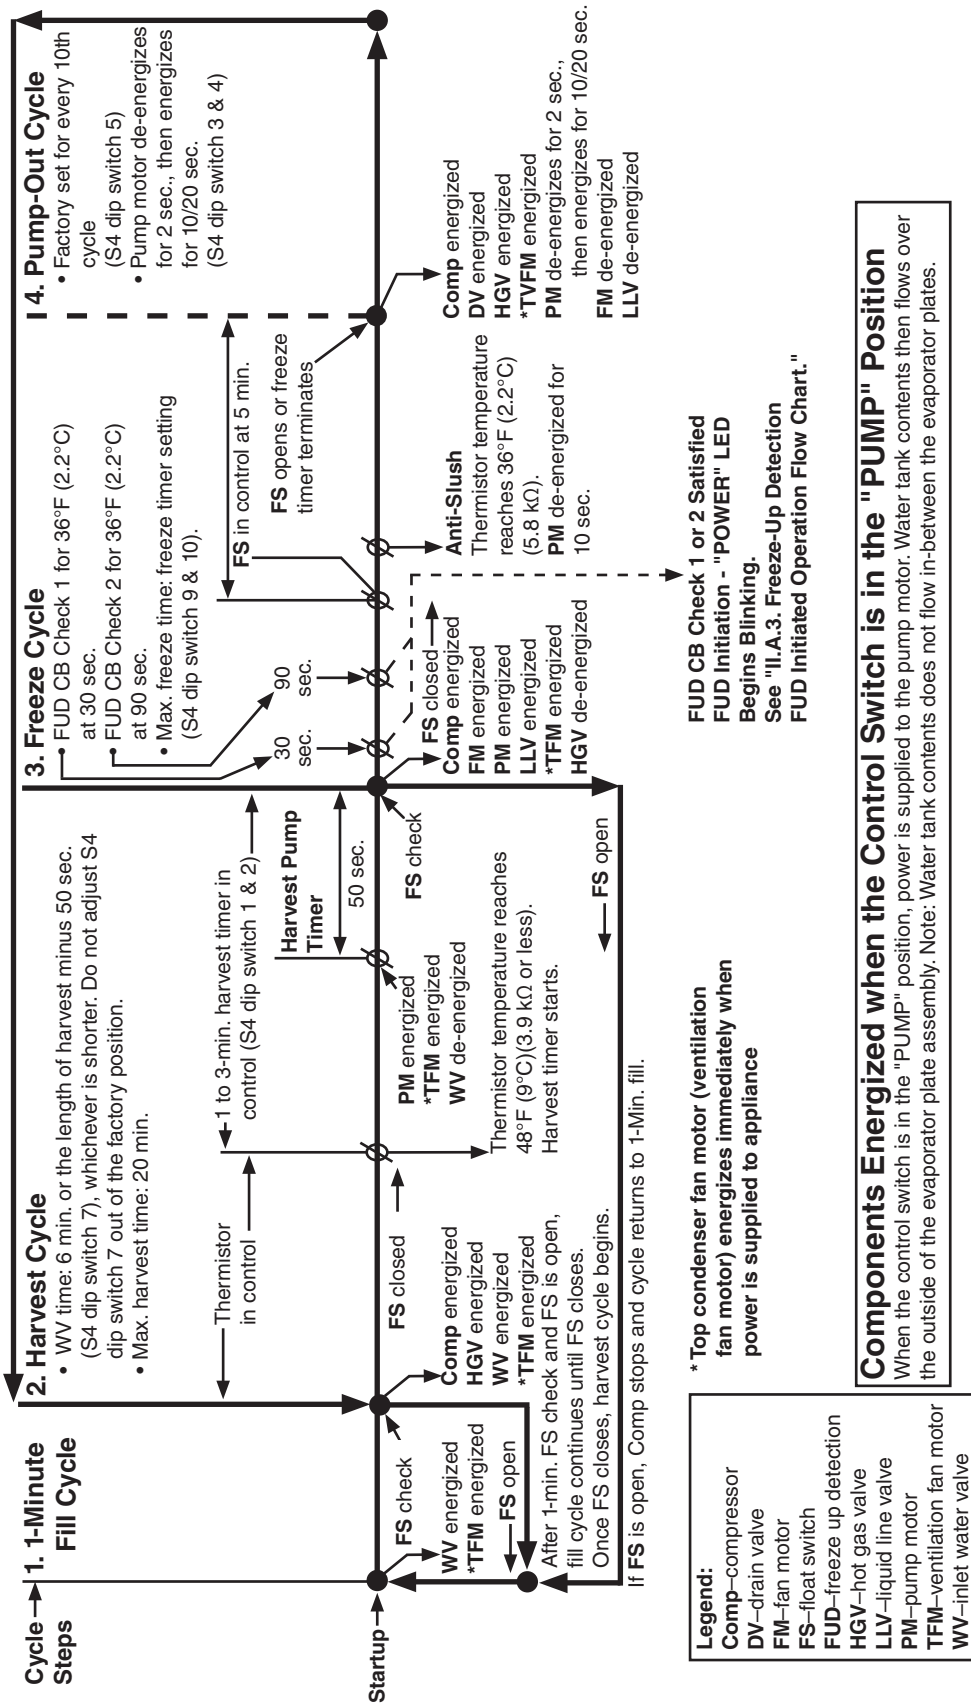 Cycle
Steps
1. 1-Minute
Fill Cycle
2. Harvest Cycle
• WV time: 6 min. or the length of harvest minus 50 sec.
(S4 dip switch 7), whichever is shorter. Do not adjust S4
dip switch 7 out of the factory position.
• Max. harvest time: 20 min.
3. Freeze Cycle
• FUD CB Check 1 for 36°F (2.2°C)
at 30 sec.
• FUD CB Check 2 for 36°F (2.2°C)
at 90 sec.
• Max. freeze time: freeze timer setting
(S4 dip switch 9 & 10).
4. Pump-Out Cycle
• Factory set for every 10th
cycle
(S4 dip switch 5)
• Pump motor de-energizes
for 2 sec., then energizes
for 10/20 sec.
(S4 dip switch 3 & 4)
Thermistor
in control
1 to 3-min. harvest timer in
control (S4 dip switch 1 & 2)
Harvest Pump
Timer
50 sec.
30
sec.
90
sec.
FS in control at 5 min.
FS opens or freeze
timer terminates
Startup
FS check
WV energized
*TFM energized
FS open
FS check
FS closed
Comp energized
HGV energized
WV energized
*TFM energized
After 1-min. FS check and FS is open,
fill cycle continues until FS closes.
Once FS closes, harvest cycle begins.
If FS is open, Comp stops and cycle returns to 1-Min. fill.
Thermistor temperature reaches
48°F (9°C)(3.9 kΩ or less).
Harvest timer starts.
PM energized
*TFM energized
WV de-energized
FS check
FS open
FS closed
Comp energized
FM energized
PM energized
LLV energized
*TFM energized
HGV de-energized
Anti-Slush
Thermistor temperature
reaches 36°F (2.2°C)
(5.8 kΩ).
PM de-energized for
10 sec.
Comp energized
DV energized
HGV energized
*TVFM energized
PM de-energizes for 2 sec.,
then energizes for 10/20 sec.
FM de-energized
LLV de-energized
FUD CB Check 1 or 2 Satisfied
FUD Initiation - "POWER" LED
Begins Blinking.
See "II.A.3. Freeze-Up Detection
FUD Initiated Operation Flow Chart."
* Top condenser fan motor (ventilation
fan motor) energizes immediately when
power is supplied to appliance
Legend:
Comp–compressor
DV–drain valve
FM–fan motor
FS–float switch
FUD–freeze up detection
HGV–hot gas valve
LLV–liquid line valve
PM–pump motor
TFM–ventilation fan motor
WV–inlet water valve
Components Energized when the Control Switch is in the "PUMP" Position
When the control switch is in the "PUMP" position, power is supplied to the pump motor. Water tank contents then flows over
the outside of the evaporator plate assembly. Note: Water tank contents does not flow in-between the evaporator plates.